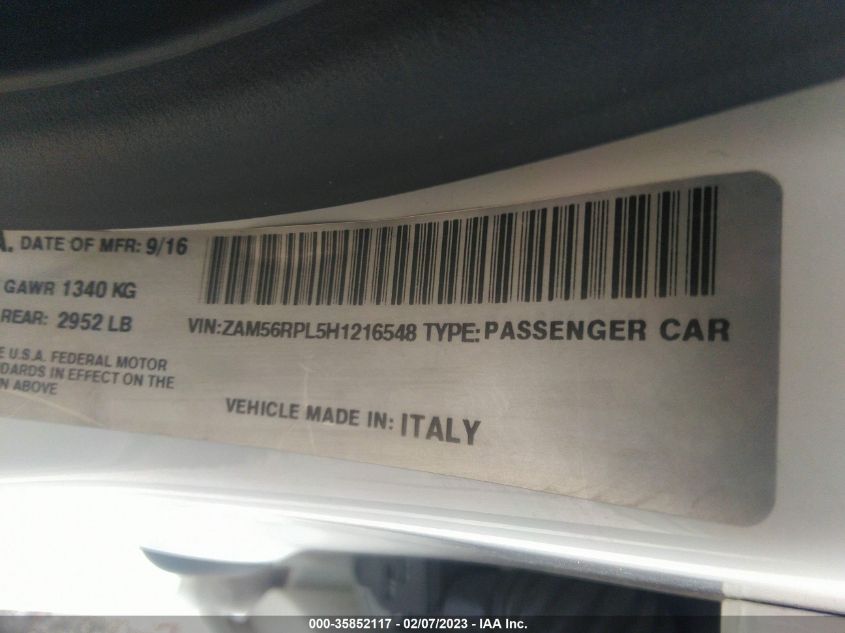 A. DATE OF MFR: 9/16
GAWR 1340 KG
REAR: 2952 LB
VIN:ZAM56RPL5H1216548 TYPE:PASSENGER CAR
E U.S.A. FEDERAL MOTOR
DARDS IN EFFECT ON THE
N ABOVE
VEHICLE MADE IN: ITALY
000-35852117 - 02/07/2023 - © IAA Inc.